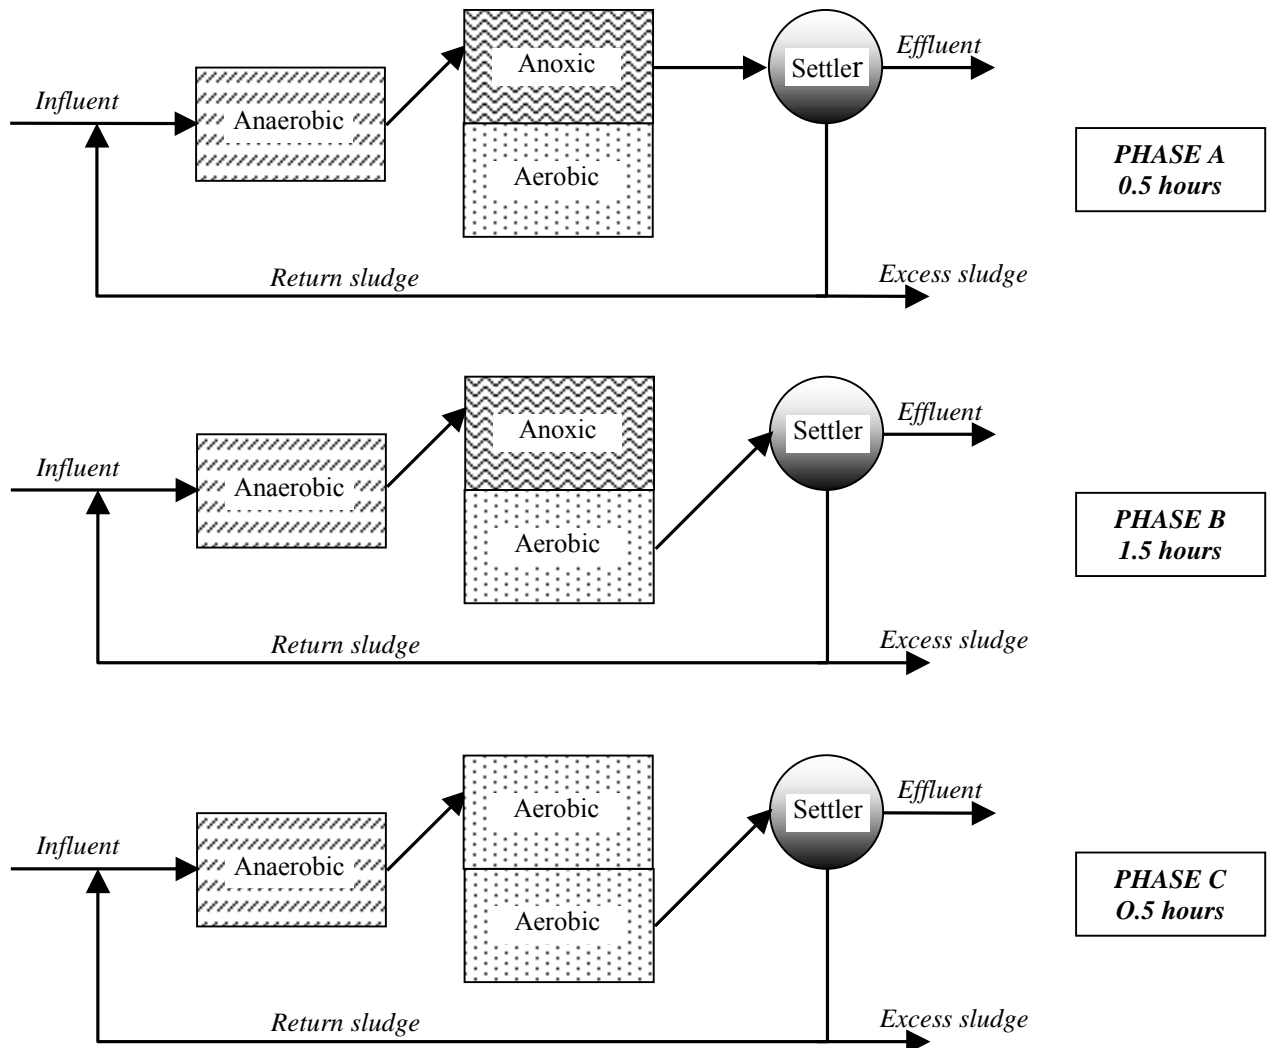 Effluent
Anoxic
Settler
Influent
Anaerobic
Aerobic
PHASE A
0.5 hours
Return sludge
Excess sludge
Effluent
Anoxic
Settler
Influent
Anaerobic
Aerobic
PHASE B
1.5 hours
Return sludge
Excess sludge
Effluent
Aerobic
Settler
Influent
Anaerobic
Aerobic
PHASE C
O.5 hours
Return sludge
Excess sludge